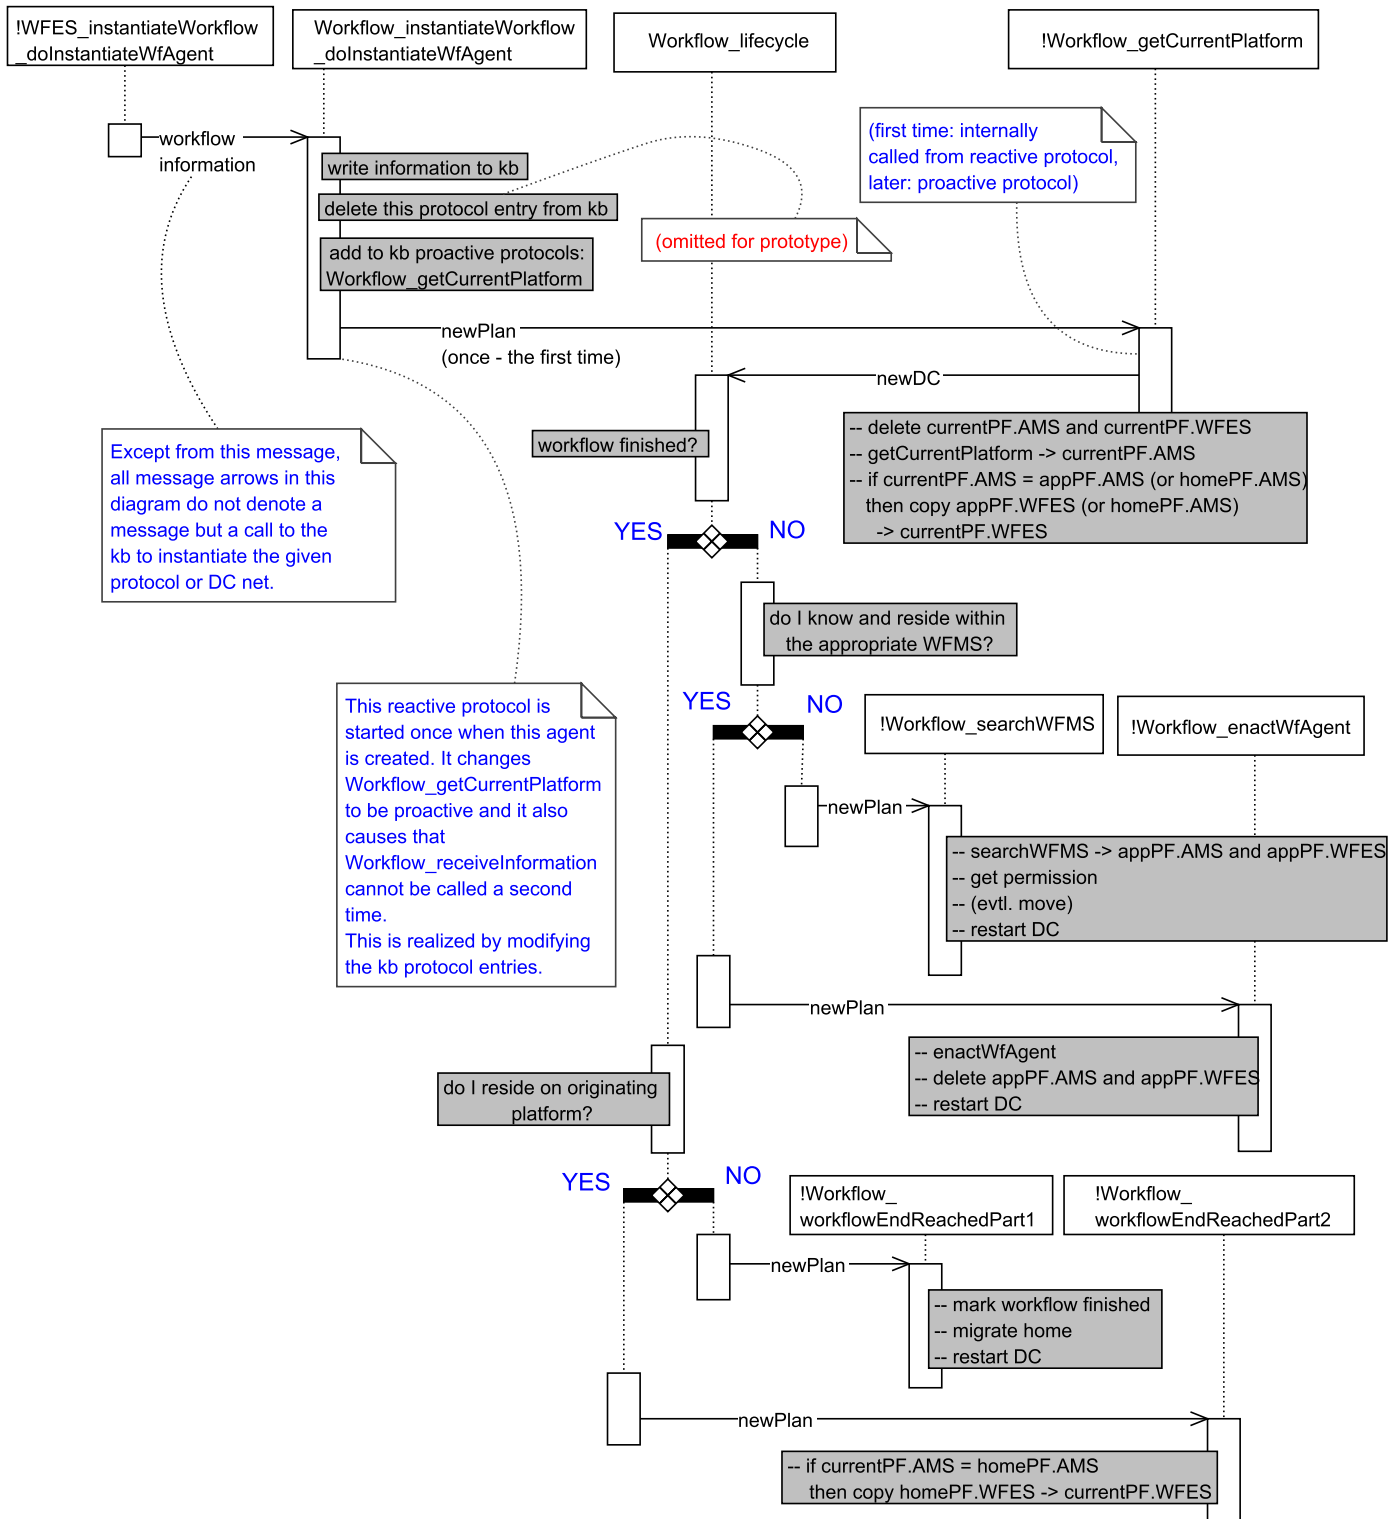 !WFES_instantiateWorkflow
_doInstantiateWfAgent
Workflow_instantiateWorkflow
_doInstantiateWfAgent
Workflow_lifecycle
!Workflow_getCurrentPlatform
workflow
information
write information to kb
delete this protocol entry from kb
add to kb proactive protocols:
Workflow_getCurrentPlatform
(omitted for prototype)
(first time: internally
called from reactive protocol,
later: proactive protocol)
newPlan
(once - the first time)
newDC
-- delete currentPF.AMS and currentPF.WFES
-- getCurrentPlatform -> currentPF.AMS
-- if currentPF.AMS = appPF.AMS (or homePF.AMS)
then copy appPF.WFES (or homePF.AMS)
-> currentPF.WFES
workflow finished?
Except from this message,
all message arrows in this
diagram do not denote a
message but a call to the
kb to instantiate the given
protocol or DC net.
YES
NO
do I know and reside within
the appropriate WFMS?
This reactive protocol is
started once when this agent
is created. It changes
Workflow_getCurrentPlatform
to be proactive and it also
causes that
Workflow_receiveInformation
cannot be called a second
time.
This is realized by modifying
the kb protocol entries.
YES
NO
!Workflow_searchWFMS
!Workflow_enactWfAgent
newPlan
-- searchWFMS -> appPF.AMS and appPF.WFES
-- get permission
-- (evtl. move)
-- restart DC
newPlan
-- enactWfAgent
-- delete appPF.AMS and appPF.WFES
-- restart DC
do I reside on originating
platform?
YES
NO
!Workflow_
workflowEndReachedPart1
!Workflow_
workflowEndReachedPart2
newPlan
-- mark workflow finished
-- migrate home
-- restart DC
newPlan
-- if currentPF.AMS = homePF.AMS
then copy homePF.WFES -> currentPF.WFES